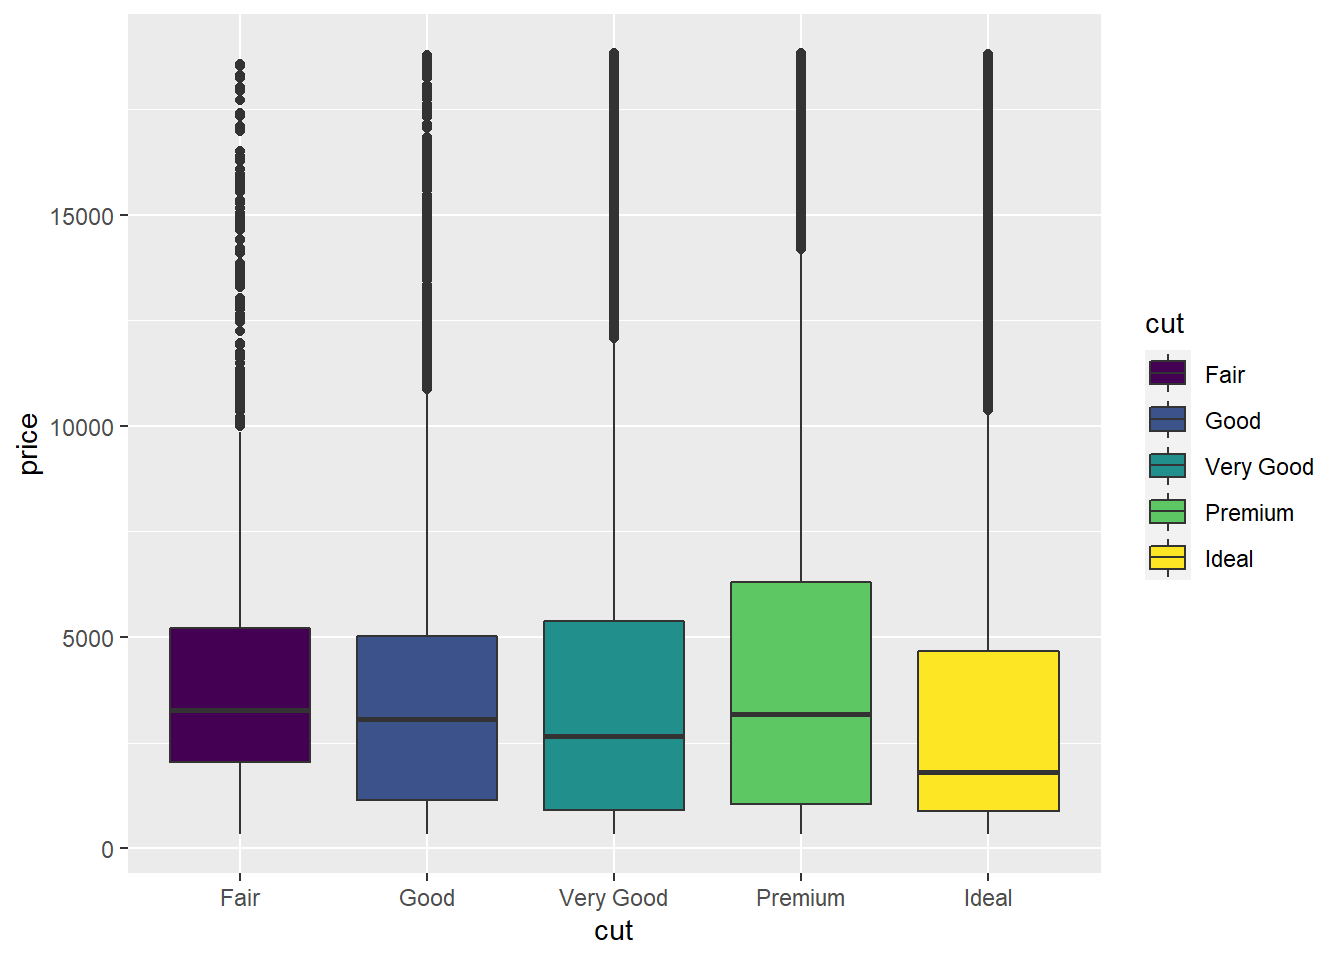 price
15000
10000
5000
0
Fair
Good
Very Good
Premium
Ideal
cut
cut
Fair
Good
Very Good
Premium
Ideal